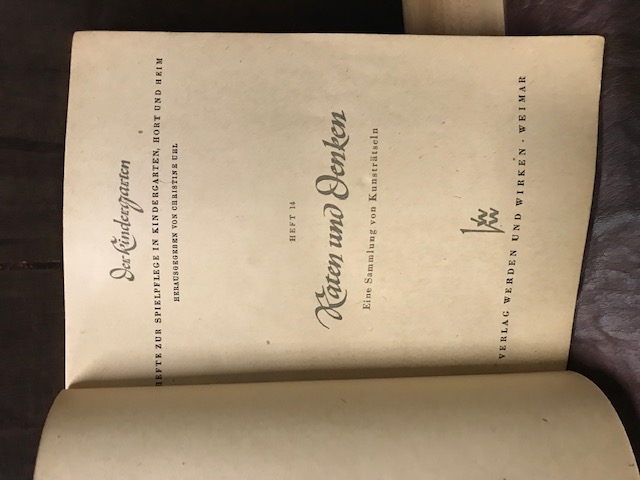 Der Kindergarten
HEFTE ZUR SPIELPFLEGE IN KINDERGARTEN, HORT UND HEIM
HERAUSGEGEBEN VON CHRISTINE UHL
HEFT 14
Raten und Denken
Eine Sammlung von Kunsträtseln
VERLAG WERDEN UND WIRKEN · WEIMAR